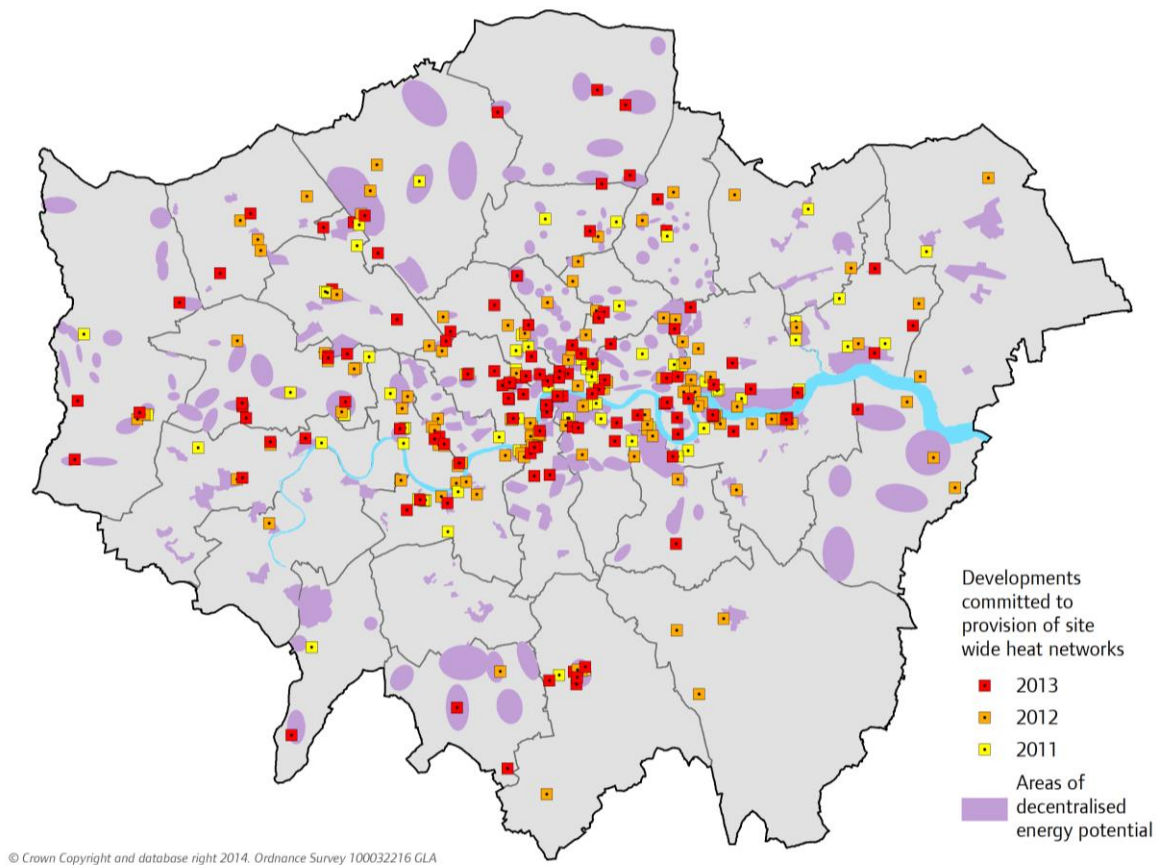 Developments
committed to
provision of site
wide heat networks
2013
2012
2011
Areas of
decentralised
energy potential
© Crown Copyright and database right 2014. Ordnance Survey 100032216 GLA